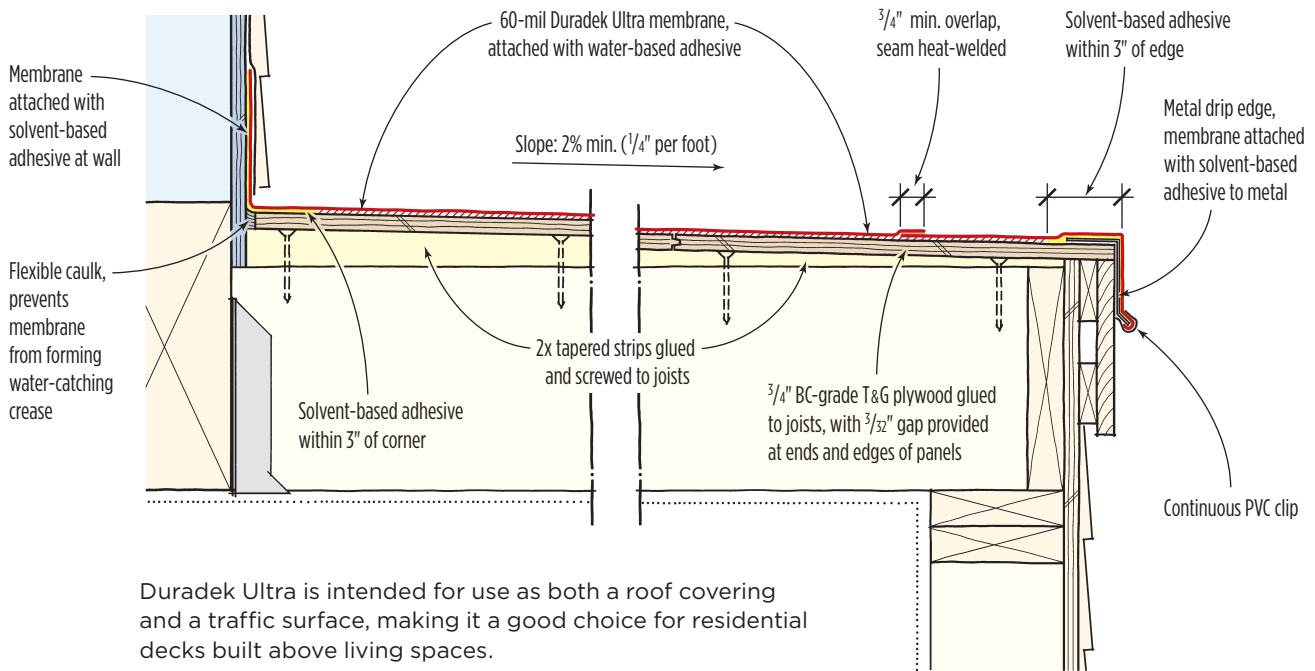 60-mil Duradek Ultra membrane,
attached with water-based adhesive
3/4" min. overlap,
seam heat-welded
Solvent-based adhesive
within 3" of edge
Membrane
attached with
solvent-based
adhesive at wall
Metal drip edge,
membrane attached
with solvent-based
adhesive to metal
Slope: 2% min. (1/4" per foot)
Flexible caulk,
prevents
membrane
from forming
water-catching
crease
2x tapered strips glued
and screwed to joists
Solvent-based adhesive
within 3" of corner
3/4" BC-grade T&G plywood glued
to joists, with 3/32" gap provided
at ends and edges of panels
Continuous PVC clip
Duradek Ultra is intended for use as both a roof covering
and a traffic surface, making it a good choice for residential
decks built above living spaces.